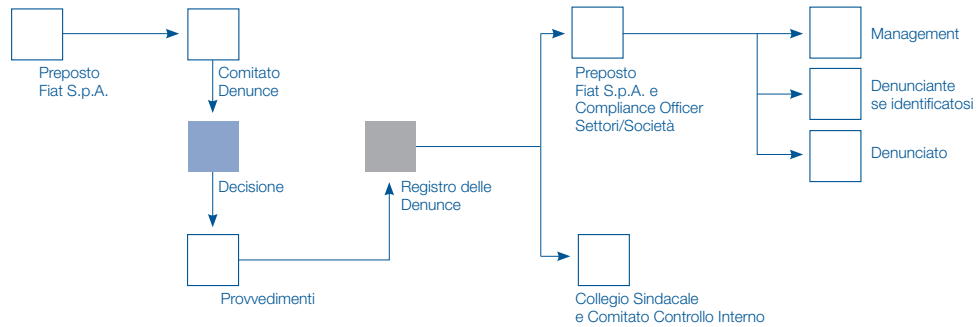 Preposto
Fiat S.p.A.
Comitato
Denunce
Decisione
Provvedimenti
Registro delle
Denunce
Preposto
Fiat S.p.A. e
Compliance Officer
Settori/Società
Collegio Sindacale
e Comitato Controllo Interno
Management
Denunciante
se identificatosi
Denunciato